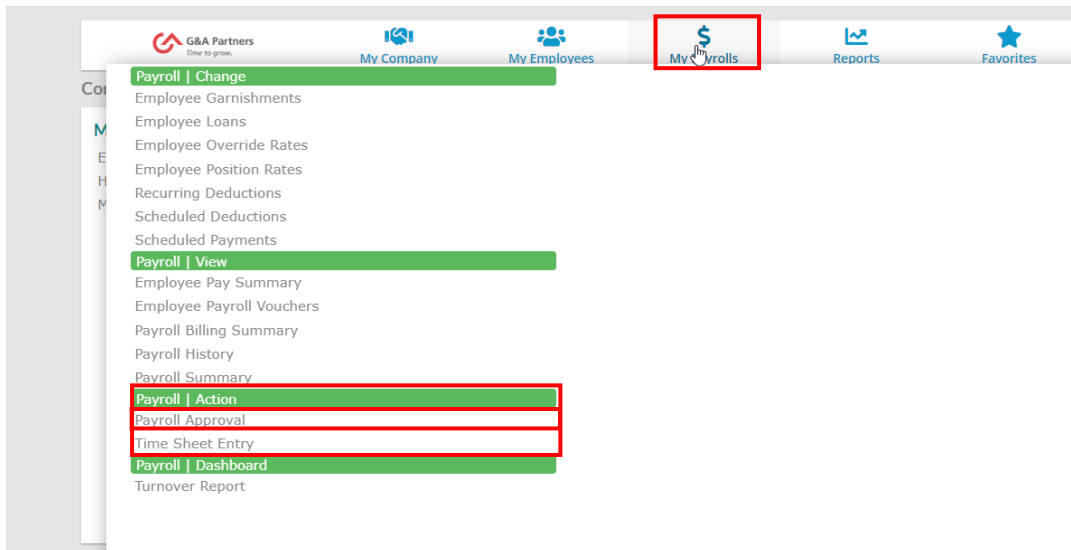 G&A Partners
Time to grow.
My Company
My Employees
My Payrolls
Reports
Favorites
Payroll | Change
Employee Garnishments
Employee Loans
Employee Override Rates
Employee Position Rates
Recurring Deductions
Scheduled Deductions
Scheduled Payments
Payroll | View
Employee Pay Summary
Employee Payroll Vouchers
Payroll Billing Summary
Payroll History
Payroll Summary
Payroll | Action
Payroll Approval
Time Sheet Entry
Payroll | Dashboard
Turnover Report